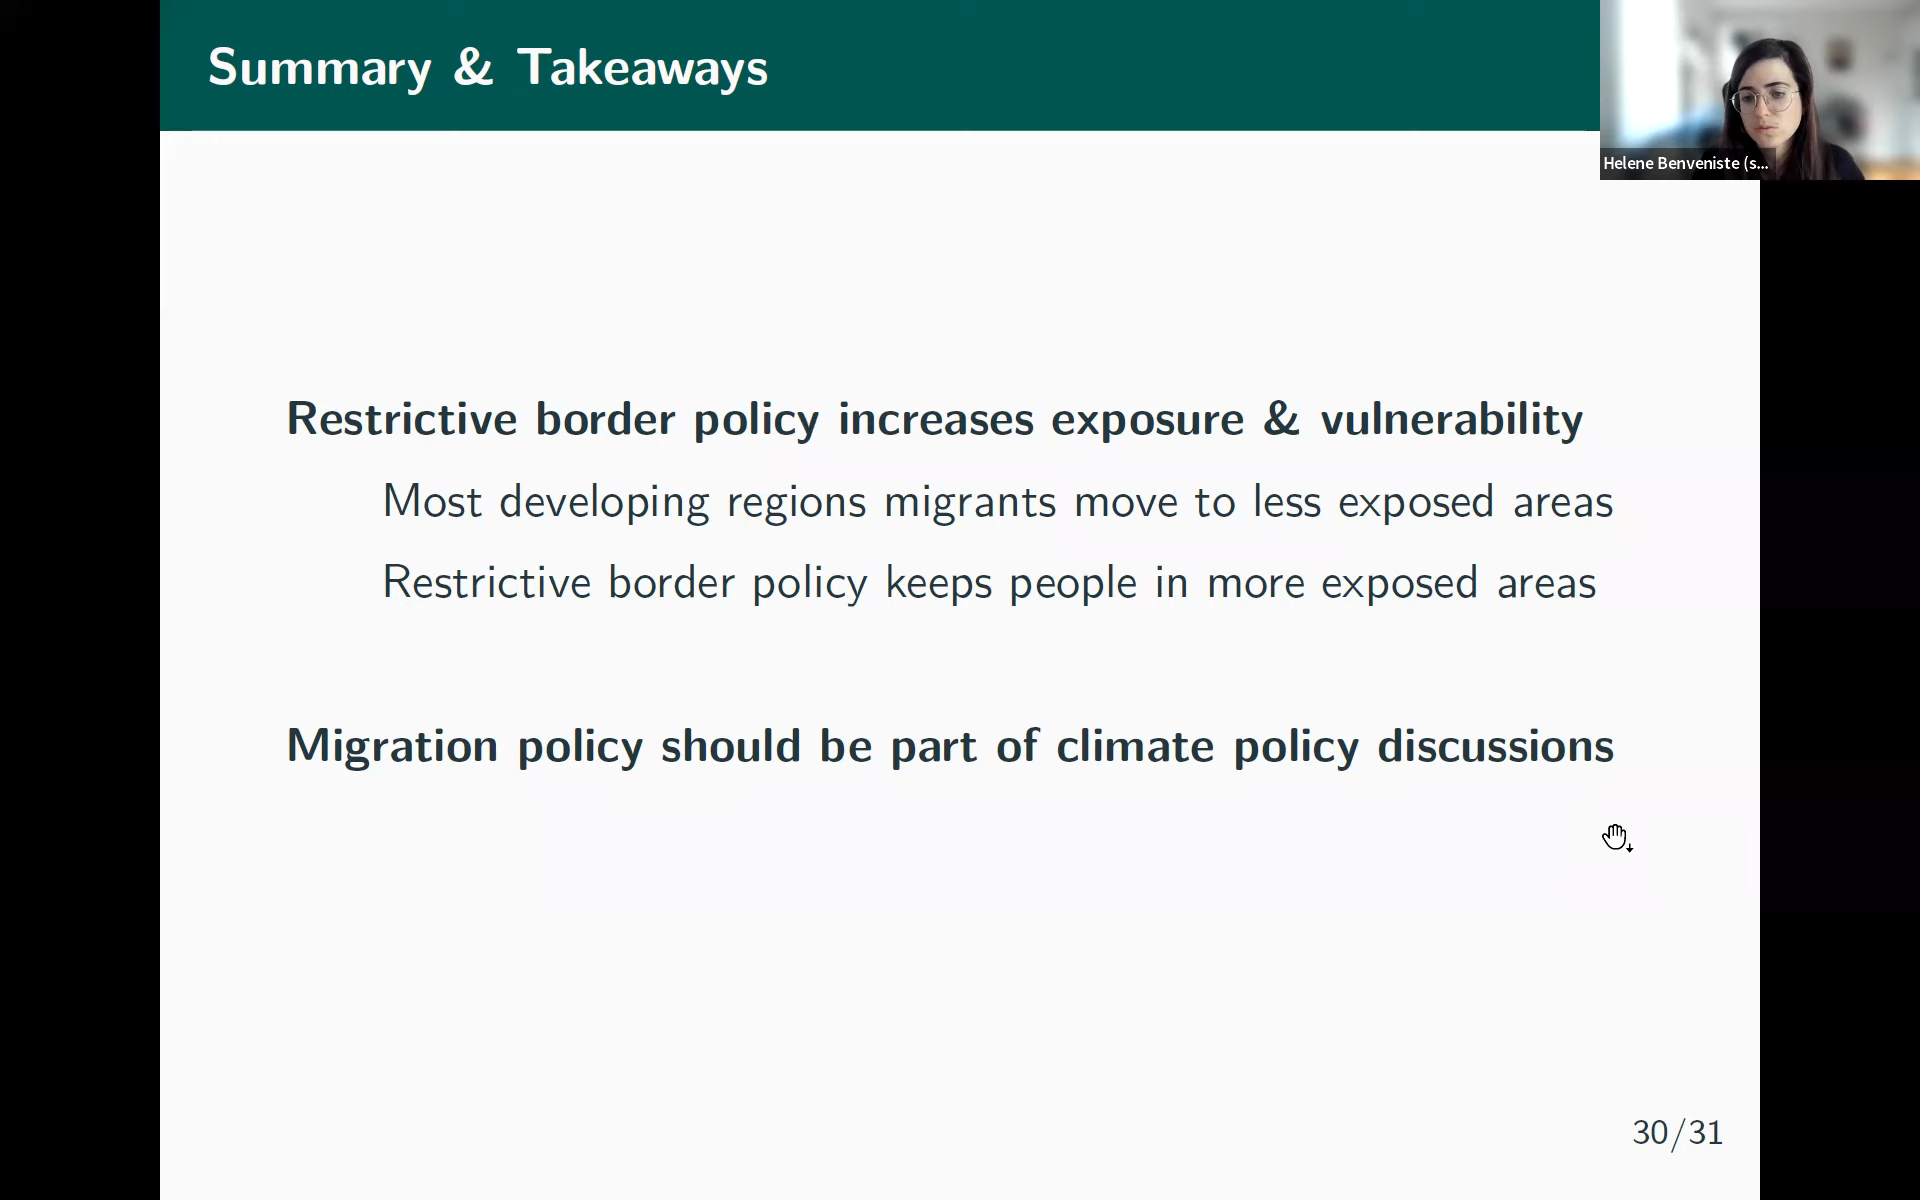 Summary & Takeaways
Helene Benveniste (s...
Restrictive border policy increases exposure & vulnerability
Most developing regions migrants move to less exposed areas
Restrictive border policy keeps people in more exposed areas
Migration policy should be part of climate policy discussions
30/31